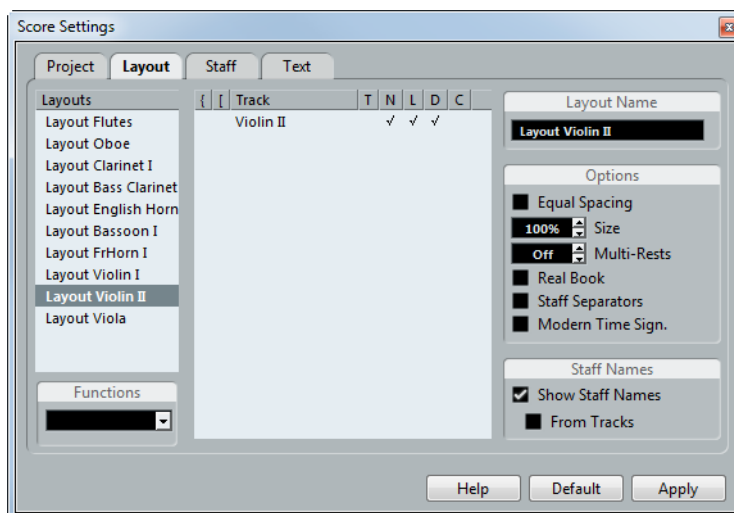 Score Settings
Project Layout Staff Text
Layouts
Layout Flutes
Layout Oboe
Layout Clarinet I
Layout Bass Clarinet
Layout English Horn
Layout Bassoon I
Layout FrHorn I
Layout Violin I
Layout Violin II
Layout Viola
Functions
{ [ Track T N L D C
Violin II √ √ √
Layout Name
Layout Violin II
Options
Equal Spacing
100% Size
Off Multi-Rests
Real Book
Staff Separators
Modern Time Sign.
Staff Names
Show Staff Names
From Tracks
Help Default Apply